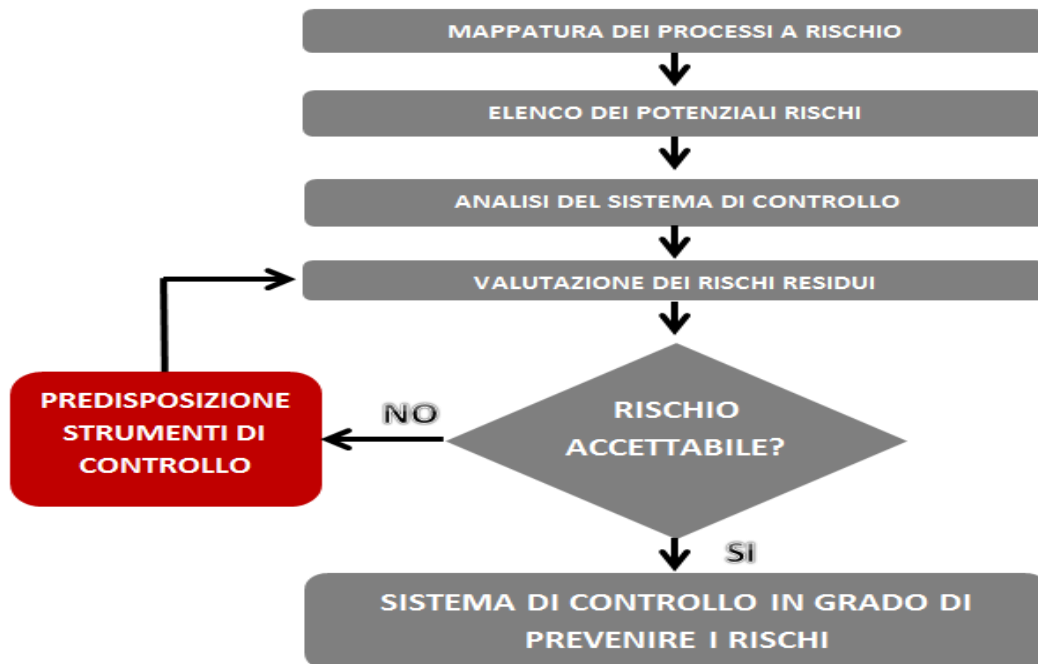 MAPPATURA DEI PROCESSI A RISCHIO
ELENCO DEI POTENZIALI RISCHI
ANALISI DEL SISTEMA DI CONTROLLO
VALUTAZIONE DEI RISCHI RESIDUI
PREDISPOSIZIONE
STRUMENTI DI
CONTROLLO
NO
RISCHIO
ACCETTABILE?
SI
SISTEMA DI CONTROLLO IN GRADO DI
PREVENIRE I RISCHI